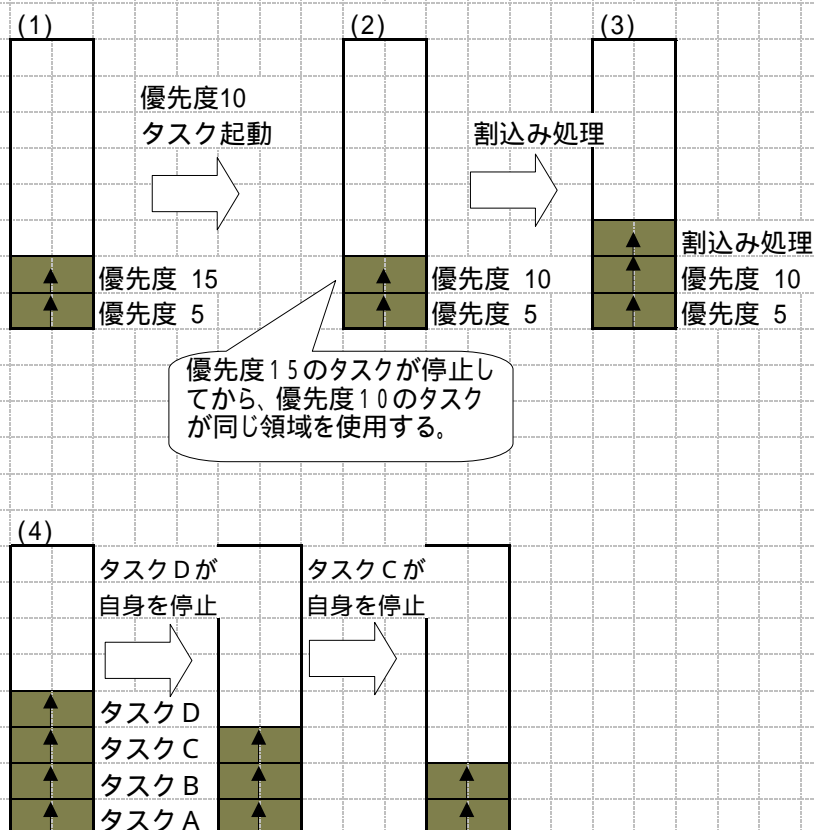 (1)
(2)
(3)
優先度10
タスク起動
割込み処理
割込み処理
優先度 15
優先度 10
優先度 10
優先度 5
優先度 5
優先度 5
優先度15のタスクが停止し
てから、優先度10のタスク
が同じ領域を使用する。
(4)
タスクDが
自身を停止
タスクCが
自身を停止
タスクD
タスクC
タスクB
タスクA